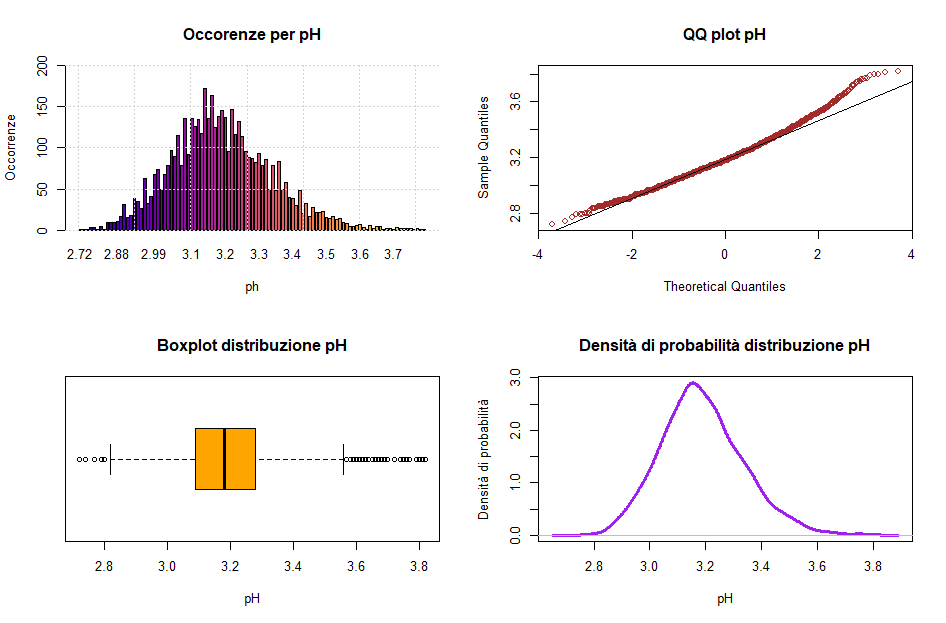 Occorenze per pH
Occorrenze
0 50 100 150 200
2.72 2.88 2.99 3.1 3.2 3.3 3.4 3.5 3.6 3.7
ph
QQ plot pH
Sample Quantiles
2.8 3.2 3.6
-4 -2 0 2 4
Theoretical Quantiles
Boxplot distribuzione pH
2.8 3.0 3.2 3.4 3.6 3.8
pH
Densità di probabilità distribuzione pH
Densità di probabilità
0.0 1.0 2.0 3.0
2.8 3.0 3.2 3.4 3.6 3.8
pH